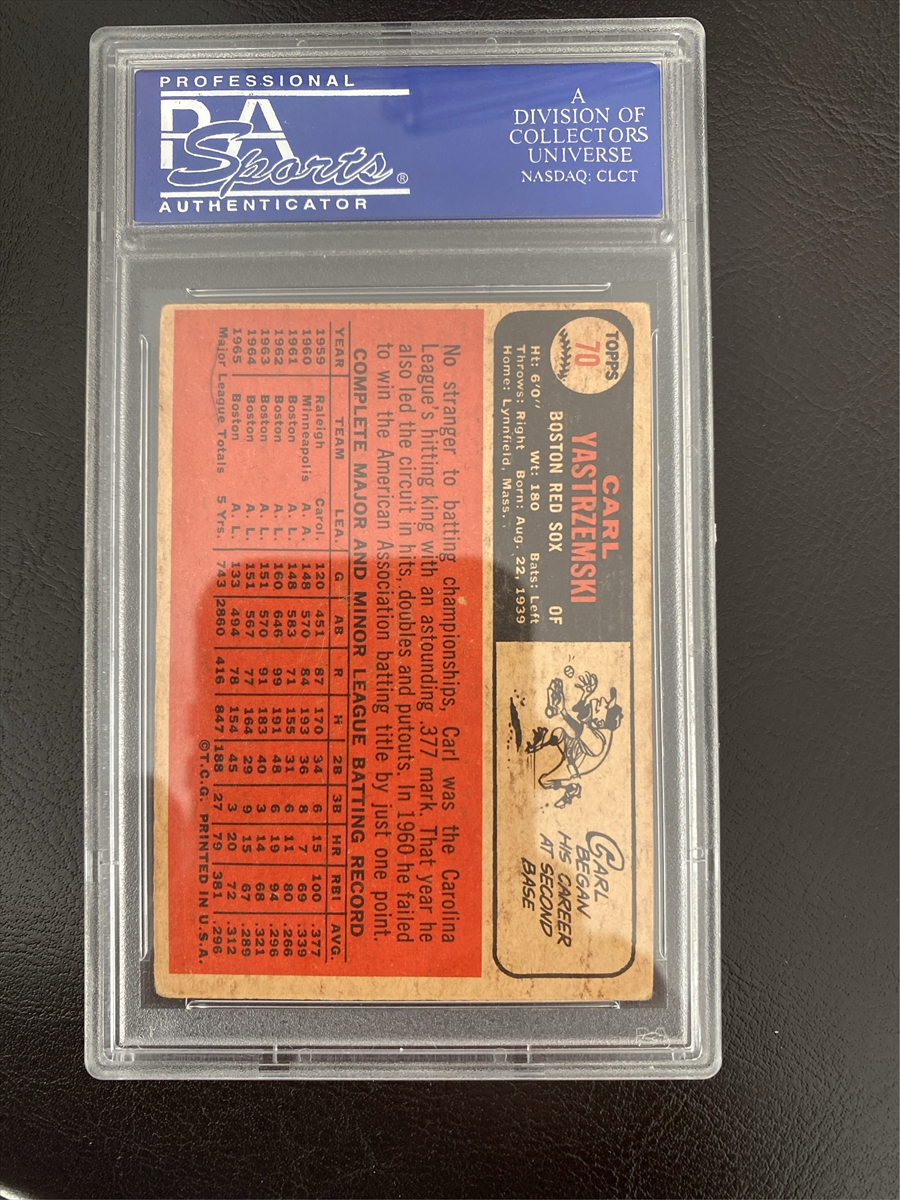 PROFESSIONAL
PSA
Sports®
AUTHENTICATOR
A
DIVISION OF
COLLECTORS
UNIVERSE
NASDAQ: CLCT
TOPPS
70
CARL
YASTRZEMSKI
BOSTON RED SOX OF
Ht: 6'0" Wt: 180 Bats: Left
Throws: Right Born: Aug. 22, 1939
Home: Lynnfield, Mass.
CARL
BEGAN
HIS CAREER
AT SECOND
BASE
No stranger to batting championships, Carl was the Carolina
League's hitting king with an astounding .377 mark. That year he
also led the circuit in hits, doubles and putouts. In 1960 he failed
to win the American Association batting title by just one point.
COMPLETE MAJOR AND MINOR LEAGUE BATTING RECORD
YEAR TEAM LEA. G AB R H 2B 3B HR RBI AVG.
1959 Raleigh Carol. 120 451 87 170 34 6 15 100 .377
1960 Minneapolis A. A. 148 570 84 193 36 8 7 69 .339
1961 Boston A. L. 148 583 71 155 31 6 11 80 .266
1962 Boston A. L. 160 646 99 191 48 6 19 94 .296
1963 Boston A. L. 151 570 91 183 40 3 14 68 .321
1964 Boston A. L. 151 567 77 164 29 9 15 67 .289
1965 Boston A. L. 133 494 78 154 45 3 20 72 .312
Major League Totals 5 Yrs. 743 2860 416 847 188 27 79 381 .296
©T.C.G. PRINTED IN U.S.A.
PSA